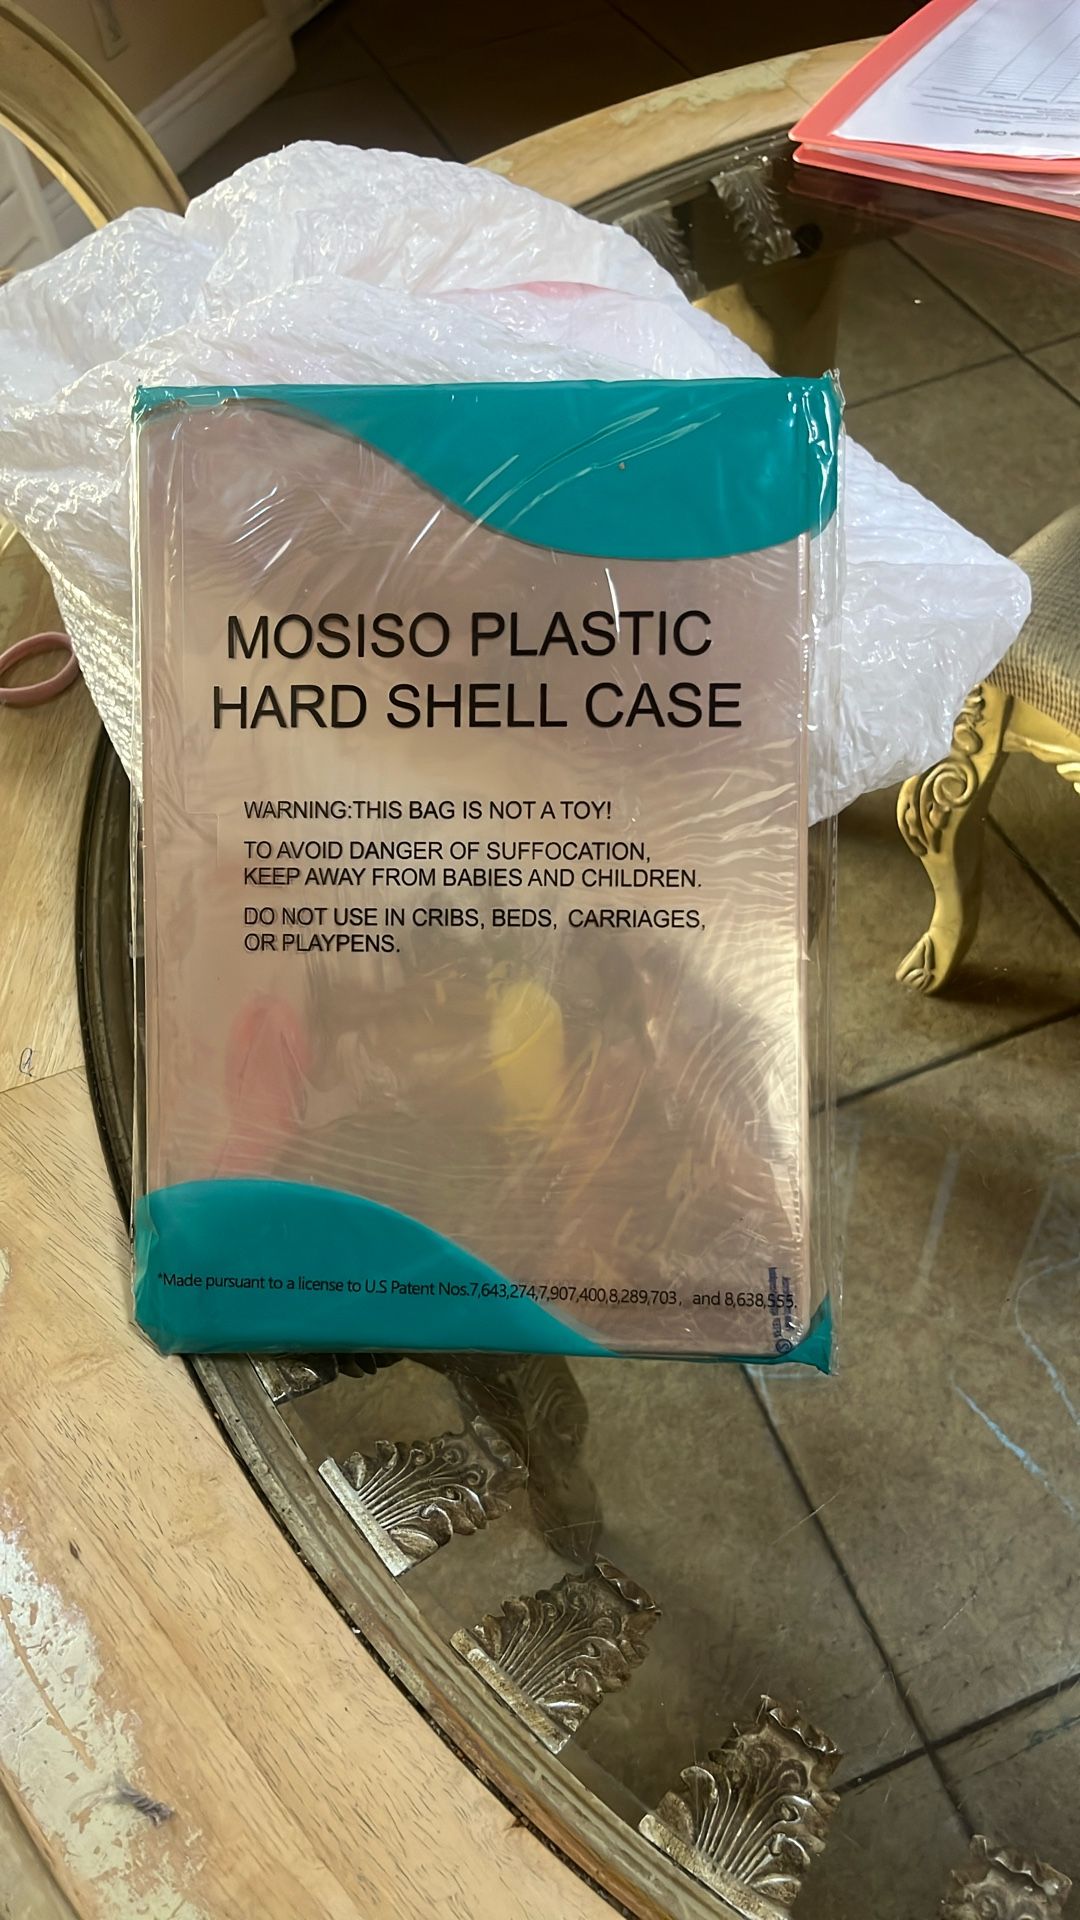 MOSISO PLASTIC
HARD SHELL CASE
WARNING:THIS BAG IS NOT A TOY!
TO AVOID DANGER OF SUFFOCATION,
KEEP AWAY FROM BABIES AND CHILDREN.
DO NOT USE IN CRIBS, BEDS, CARRIAGES,
OR PLAYPENS.
*Made pursuant to a license to U.S Patent Nos.7,643,274,7,907,400,8,289,703, and 8,638,555.